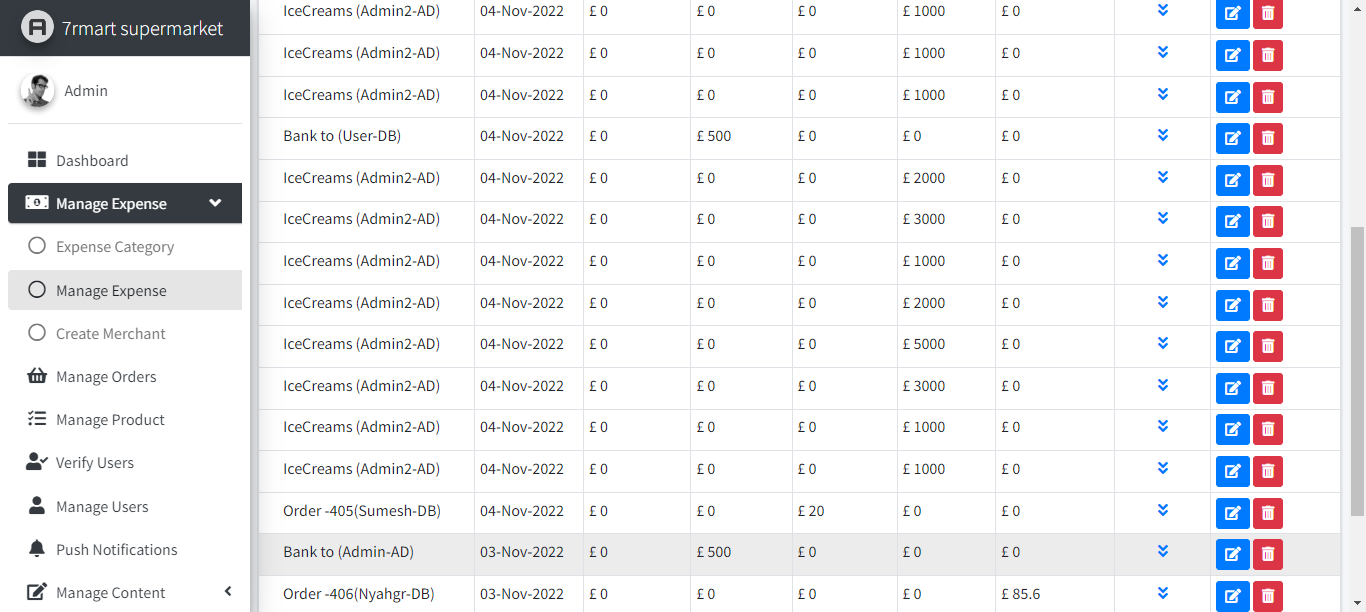 7rmart supermarket
Admin
Dashboard
Manage Expense
Expense Category
Manage Expense
Create Merchant
Manage Orders
Manage Product
Verify Users
Manage Users
Push Notifications
Manage Content
IceCreams (Admin2-AD) 04-Nov-2022 £ 0 £ 0 £ 0 £ 1000 £ 0
IceCreams (Admin2-AD) 04-Nov-2022 £ 0 £ 0 £ 0 £ 1000 £ 0
IceCreams (Admin2-AD) 04-Nov-2022 £ 0 £ 0 £ 0 £ 1000 £ 0
Bank to (User-DB) 04-Nov-2022 £ 0 £ 500 £ 0 £ 0 £ 0
IceCreams (Admin2-AD) 04-Nov-2022 £ 0 £ 0 £ 0 £ 2000 £ 0
IceCreams (Admin2-AD) 04-Nov-2022 £ 0 £ 0 £ 0 £ 3000 £ 0
IceCreams (Admin2-AD) 04-Nov-2022 £ 0 £ 0 £ 0 £ 1000 £ 0
IceCreams (Admin2-AD) 04-Nov-2022 £ 0 £ 0 £ 0 £ 2000 £ 0
IceCreams (Admin2-AD) 04-Nov-2022 £ 0 £ 0 £ 0 £ 5000 £ 0
IceCreams (Admin2-AD) 04-Nov-2022 £ 0 £ 0 £ 0 £ 3000 £ 0
IceCreams (Admin2-AD) 04-Nov-2022 £ 0 £ 0 £ 0 £ 1000 £ 0
IceCreams (Admin2-AD) 04-Nov-2022 £ 0 £ 0 £ 0 £ 1000 £ 0
Order -405(Sumesh-DB) 04-Nov-2022 £ 0 £ 0 £ 20 £ 0 £ 0
Bank to (Admin-AD) 03-Nov-2022 £ 0 £ 500 £ 0 £ 0 £ 0
Order -406(Nyahgr-DB) 03-Nov-2022 £ 0 £ 0 £ 0 £ 0 £ 85.6